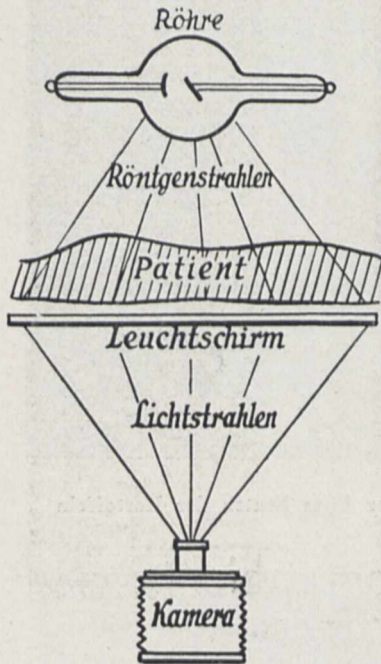 Röhre
Röntgenstrahlen
Patient
Leuchtschirm
Lichtstrahlen
Kamera